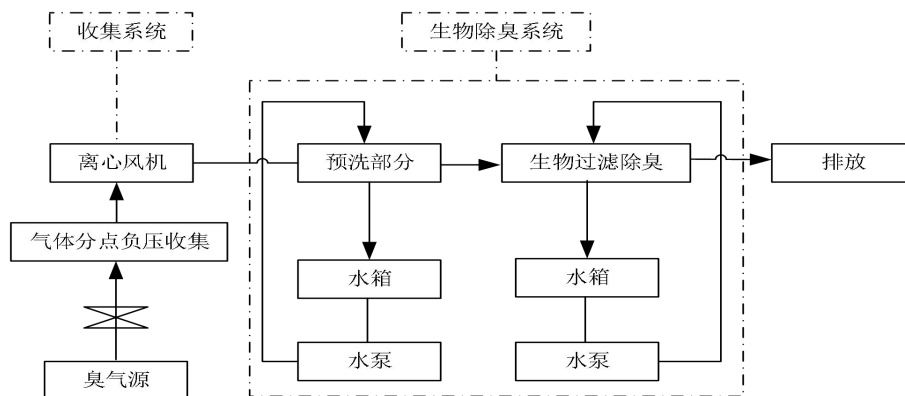 收集系统
生物除臭系统
离心风机
预洗部分
生物过滤除臭
排放
气体分点负压收集
水箱
水箱
臭气源
水泵
水泵